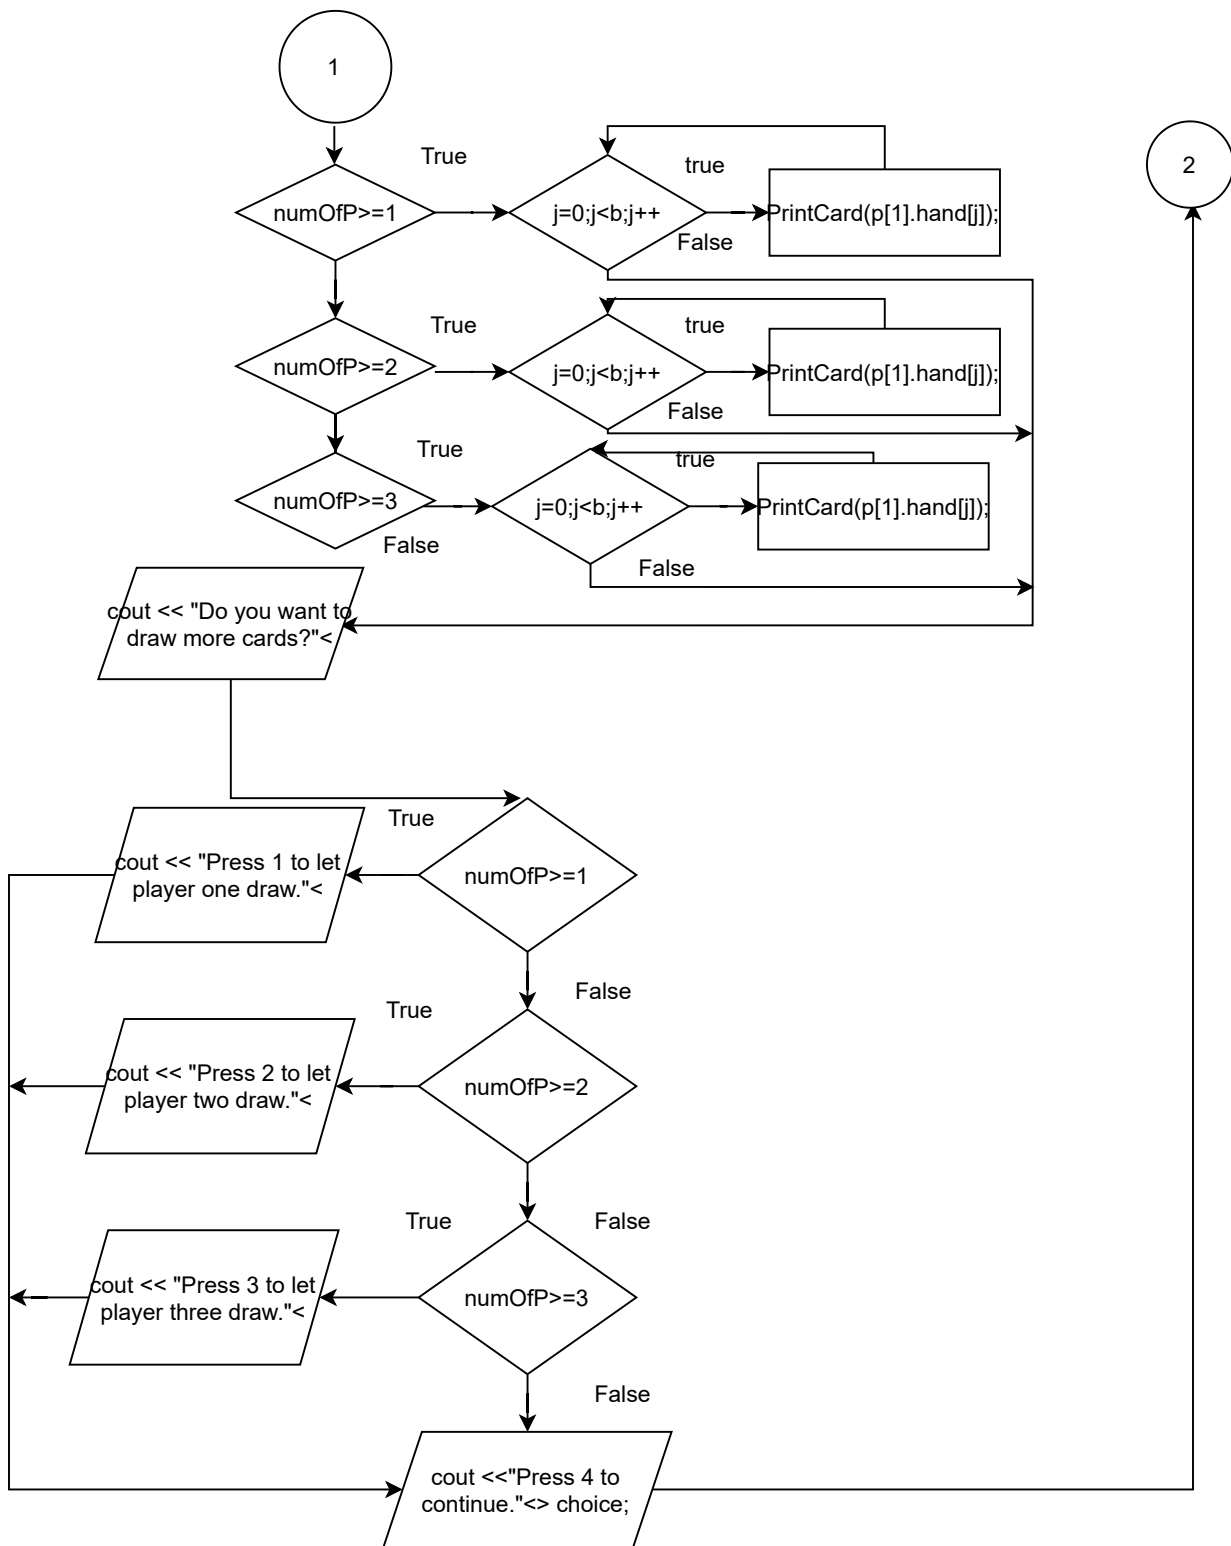 1
True
numOfP>=1
j=0;j<b;j++
true
False
PrintCard(p[1].hand[j]);
2
True
numOfP>=2
j=0;j<b;j++
true
False
PrintCard(p[1].hand[j]);
True
numOfP>=3
False
j=0;j<b;j++
true
False
PrintCard(p[1].hand[j]);
cout << "Do you want to
draw more cards?"<
True
cout << "Press 1 to let
player one draw."<
numOfP>=1
False
True
cout << "Press 2 to let
player two draw."<
numOfP>=2
False
True
cout << "Press 3 to let
player three draw."<
numOfP>=3
False
cout <<"Press 4 to
continue."<> choice;